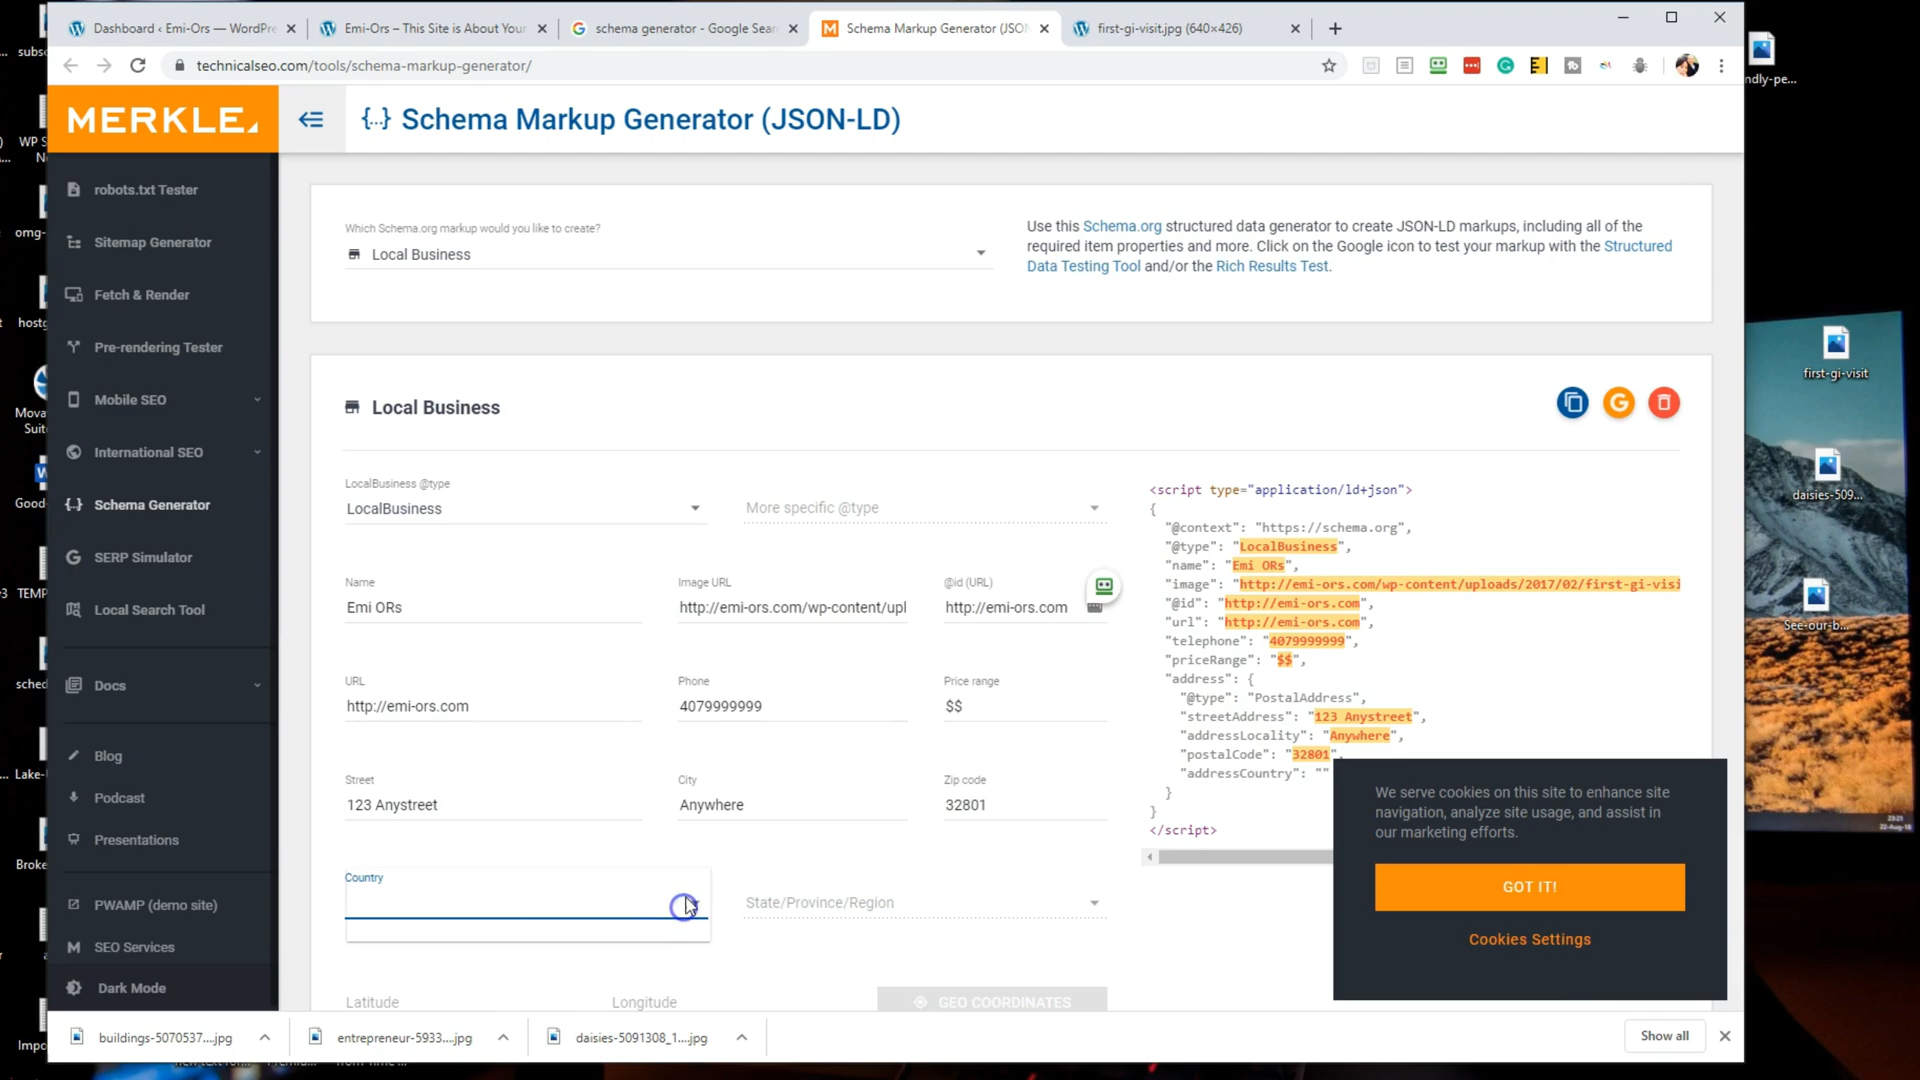 Dashboard ‹ Emi-Ors — WordPre
Emi-Ors – This Site is About Your
schema generator - Google Sear
Schema Markup Generator (JSON
first-gi-visit.jpg (640×426)
technicalseo.com/tools/schema-markup-generator/
MERKLE
{..} Schema Markup Generator (JSON-LD)
robots.txt Tester
Sitemap Generator
Fetch & Render
Pre-rendering Tester
Mobile SEO
International SEO
{..} Schema Generator
SERP Simulator
Local Search Tool
Docs
Blog
Podcast
Presentations
PWAMP (demo site)
SEO Services
Dark Mode
Which Schema.org markup would you like to create?
Local Business
Use this Schema.org structured data generator to create JSON-LD markups, including all of the
required item properties and more. Click on the Google icon to test your markup with the Structured
Data Testing Tool and/or the Rich Results Test.
Local Business
LocalBusiness @type
LocalBusiness
More specific @type
Name
Emi ORs
Image URL
http://emi-ors.com/wp-content/upl
@id (URL)
http://emi-ors.com
URL
http://emi-ors.com
Phone
4079999999
Price range
$$
Street
123 Anystreet
City
Anywhere
Zip code
32801
Country
State/Province/Region
Latitude
Longitude
GEO COORDINATES
<script type="application/ld+json">
{
"@context": "https://schema.org",
"@type": "LocalBusiness",
"name": "Emi ORs",
"image": "http://emi-ors.com/wp-content/uploads/2017/02/first-gi-visi
"@id": "http://emi-ors.com",
"url": "http://emi-ors.com",
"telephone": "4079999999",
"priceRange": "$$",
"address": {
"@type": "PostalAddress",
"streetAddress": "123 Anystreet",
"addressLocality": "Anywhere",
"postalCode": "32801",
"addressCountry": ""
}
}
</script>
We serve cookies on this site to enhance site
navigation, analyze site usage, and assist in
our marketing efforts.
GOT IT!
Cookies Settings
buildings-5070537....jpg
entrepreneur-5933....jpg
daisies-5091308_1....jpg
Show all
ndly-pe...
first-gi-visit
daisies-509...
See-our-b...
subs
WP S
omg-
hostg
Mova
Suit
Good-
TEMP
sched
Lake-
Broke
Impo